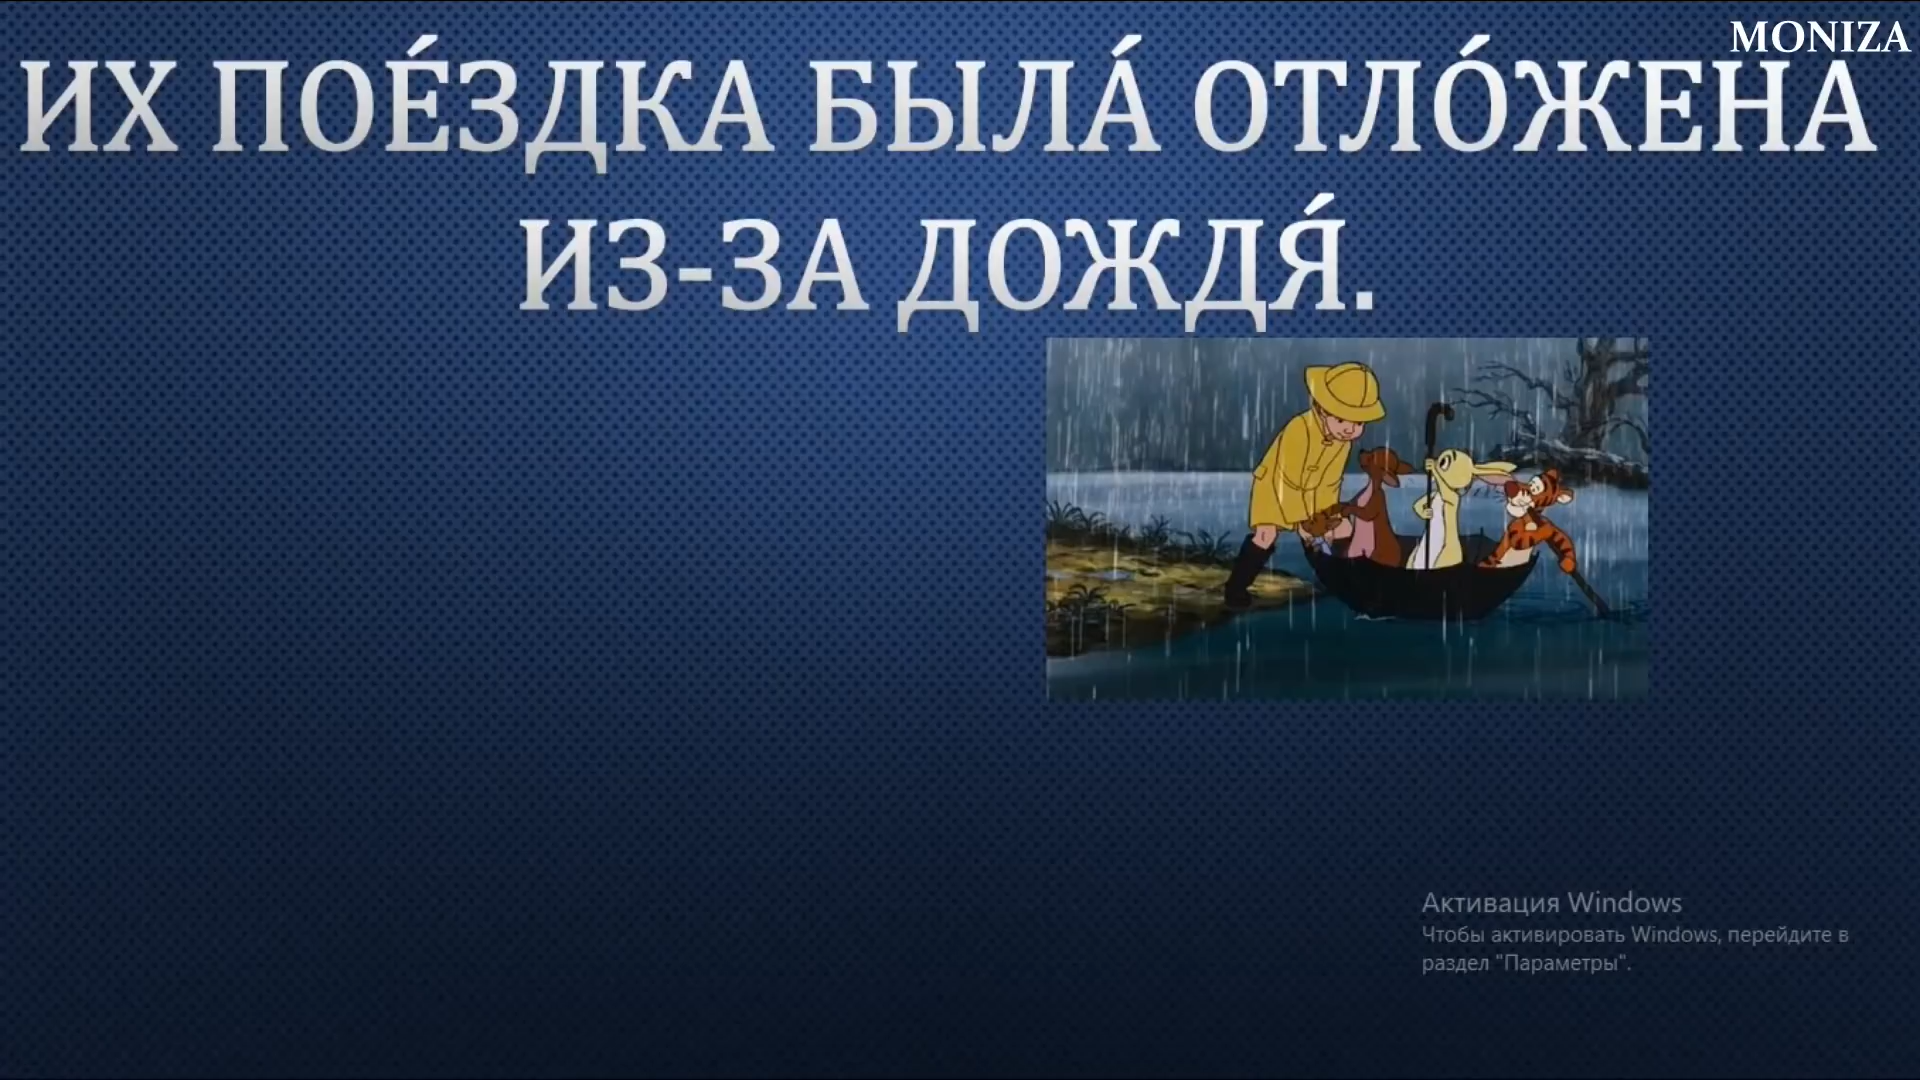 MONIZA
ИХ ПОЕ́ЗДКА БЫЛА́ ОТЛО́ЖЕНА
ИЗ-ЗА ДОЖДЯ́.
Активация Windows
Чтобы активировать Windows, перейдите в
раздел "Параметры".